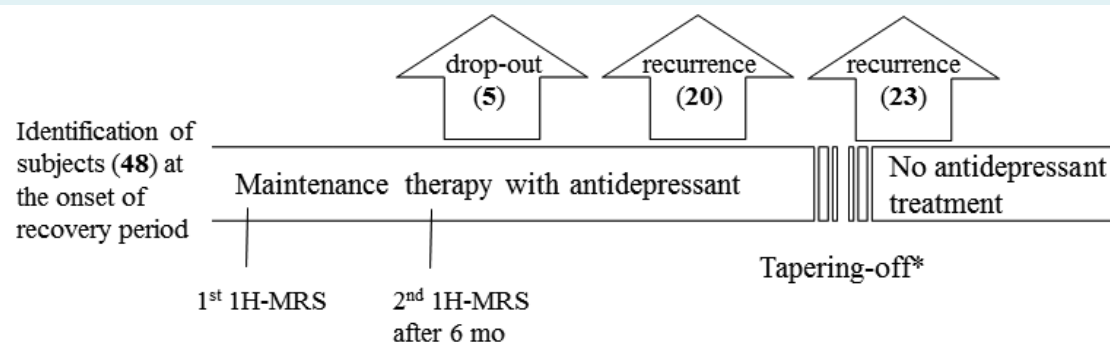 drop-out
(5)
recurrence
(20)
recurrence
(23)
Identification of
subjects (48) at
the onset of
recovery period
Maintenance therapy with antidepressant
No antidepressant
treatment
Tapering-off*
1st 1H-MRS
2nd 1H-MRS
after 6 mo